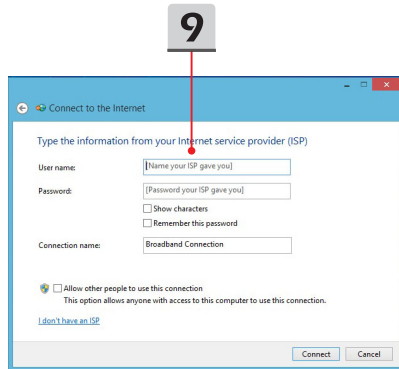 9
Connect to the Internet
Type the information from your Internet service provider (ISP)
User name: [Name your ISP gave you]
Password: [Password your ISP gave you]
Show characters
Remember this password
Connection name: Broadband Connection
Allow other people to use this connection
This option allows anyone with access to this computer to use this connection.
I don't have an ISP
Connect Cancel